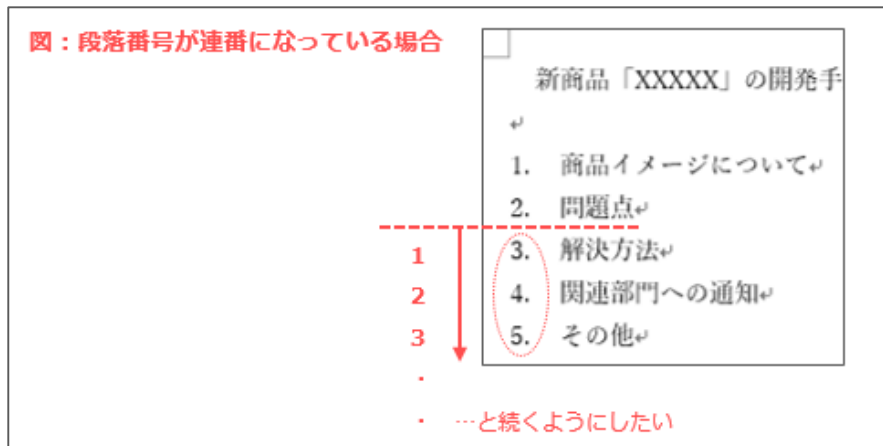 図：段落番号が連番になっている場合
新商品「XXXXX」の開発手
↵
1. 商品イメージについて↵
2. 問題点↵
3. 解決方法↵
4. 関連部門への通知↵
5. その他↵
1
2
3
・
・ …と続くようにしたい